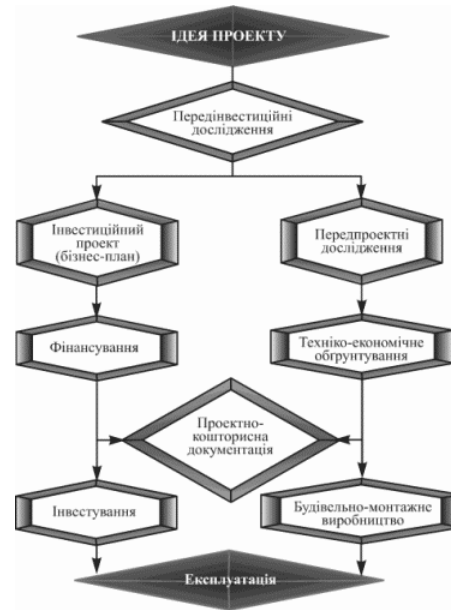 ІДЕЯ ПРОЕКТУ
Передінвестиційні
дослідження
Інвестиційний
проект
(бізнес-план)
Передпроектні
дослідження
Фінансування
Техніко-економічне
обґрунтування
Проектно-
кошторисна
документація
Інвестування
Будівельно-монтажне
виробництво
Експлуатація